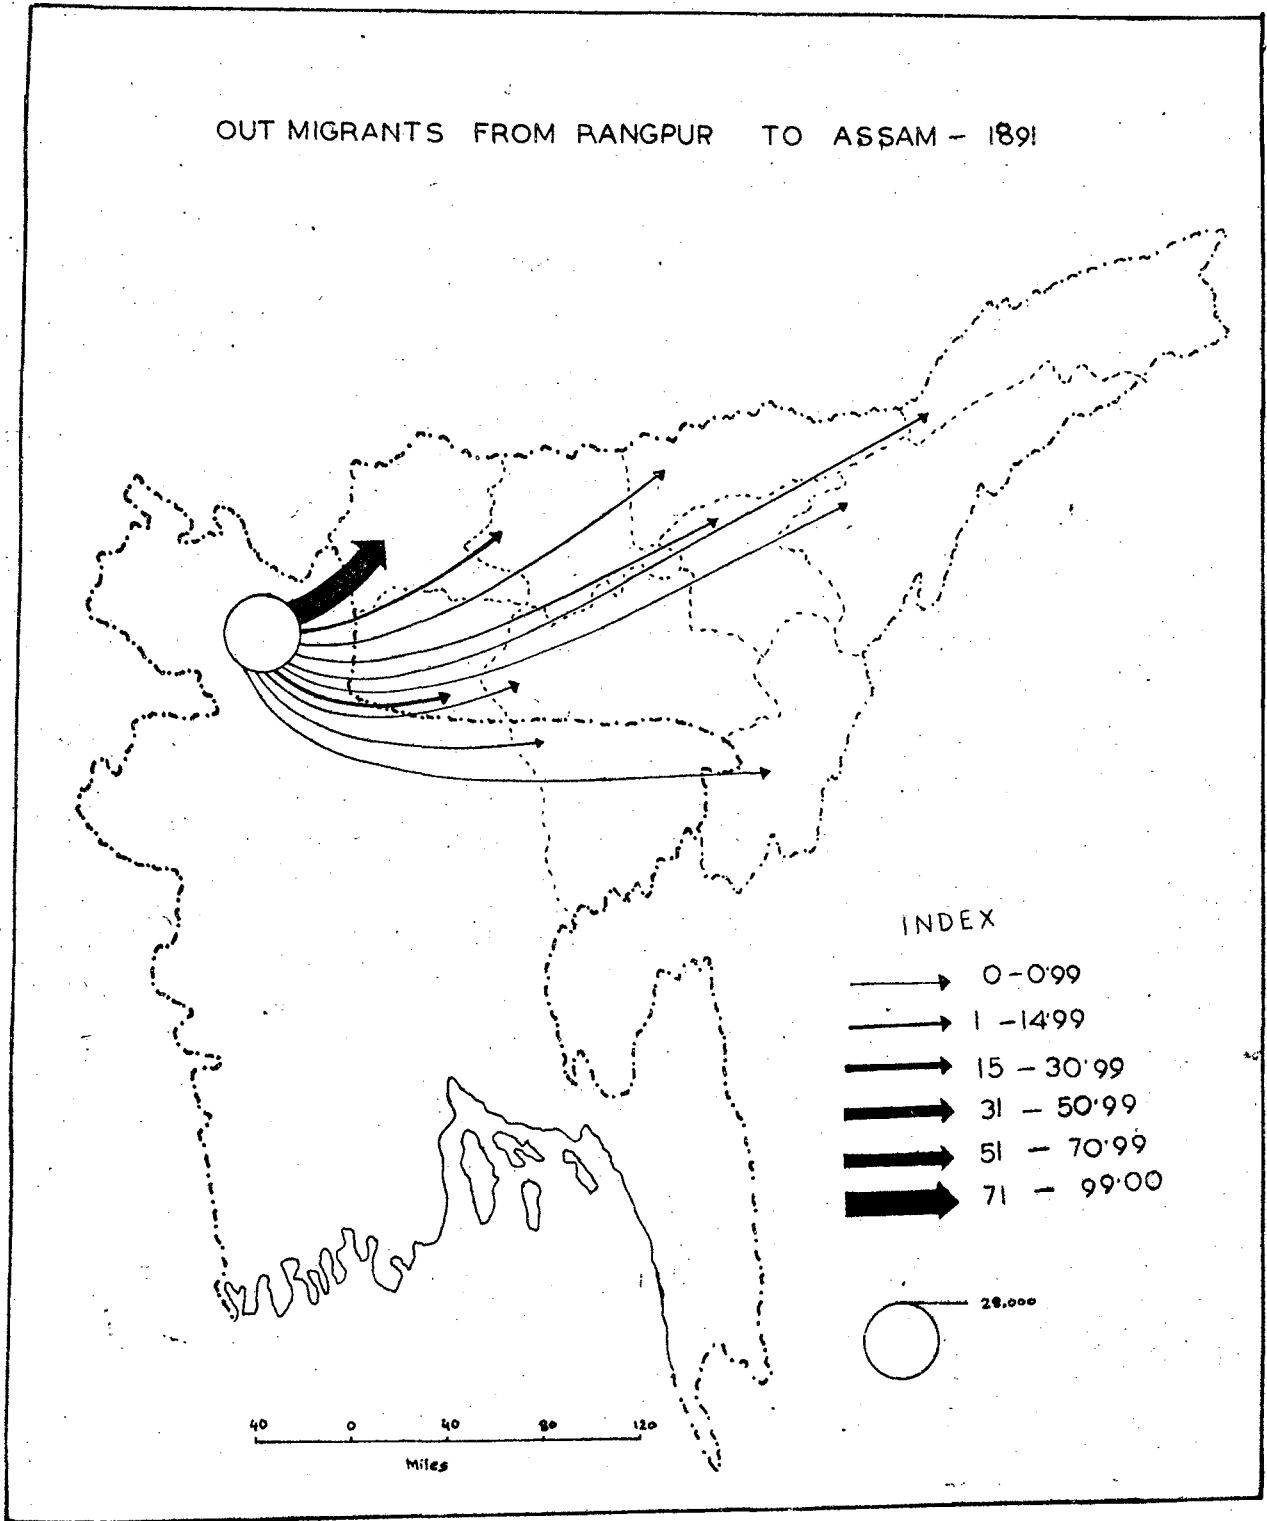 OUT MIGRANTS FROM RANGPUR TO ASSAM - 1891
INDEX
0 - 0'99
1 - 14'99
15 - 30'99
31 - 50'99
51 - 70'99
71 - 99'00
28,000
40 0 40 80 120
Miles